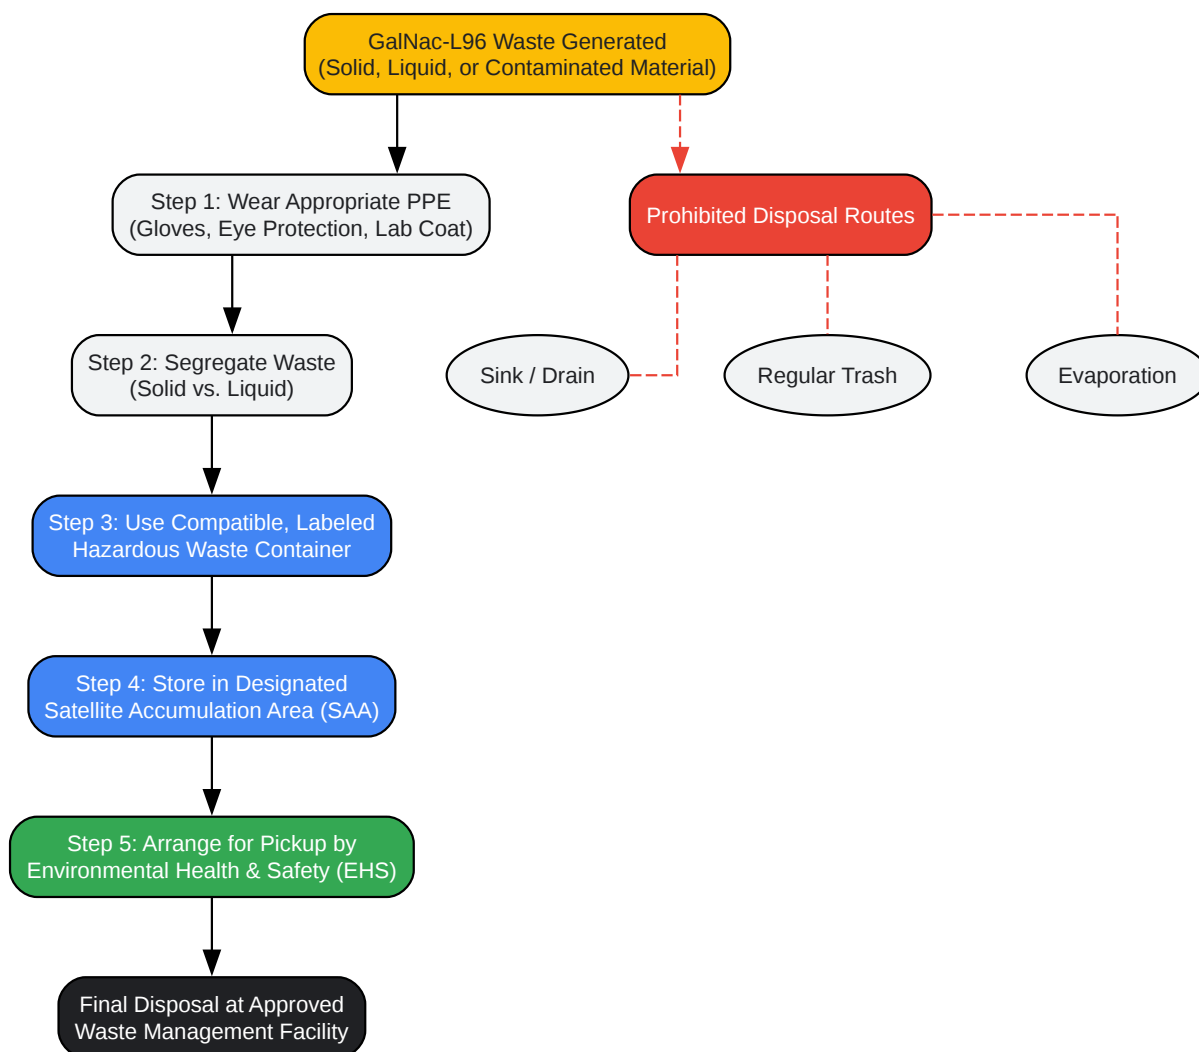 GalNac-L96 Waste Generated
(Solid, Liquid, or Contaminated Material)
Step 1: Wear Appropriate PPE
(Gloves, Eye Protection, Lab Coat)
Prohibited Disposal Routes
Step 2: Segregate Waste
(Solid vs. Liquid)
Sink / Drain
Regular Trash
Evaporation
Step 3: Use Compatible, Labeled
Hazardous Waste Container
Step 4: Store in Designated
Satellite Accumulation Area (SAA)
Step 5: Arrange for Pickup by
Environmental Health & Safety (EHS)
Final Disposal at Approved
Waste Management Facility